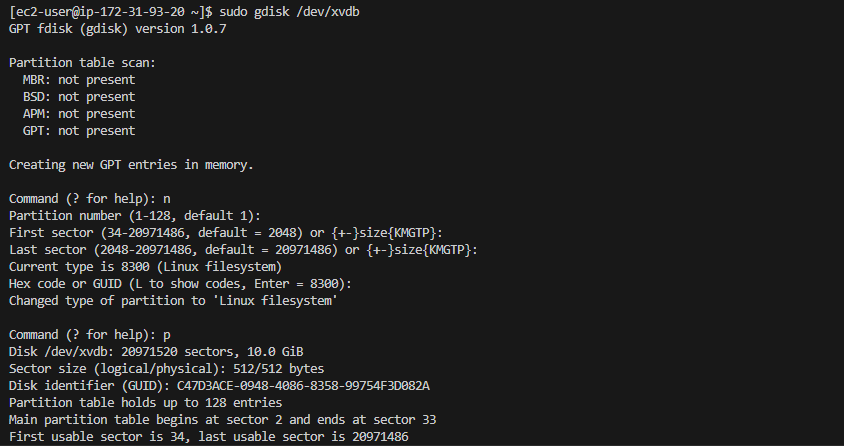 [ec2-user@ip-172-31-93-20 ~]$ sudo gdisk /dev/xvdb
GPT fdisk (gdisk) version 1.0.7
Partition table scan:
MBR: not present
BSD: not present
APM: not present
GPT: not present
Creating new GPT entries in memory.
Command (? for help): n
Partition number (1-128, default 1):
First sector (34-20971486, default = 2048) or {+-}size{KMGTP}:
Last sector (2048-20971486, default = 20971486) or {+-}size{KMGTP}:
Current type is 8300 (Linux filesystem)
Hex code or GUID (L to show codes, Enter = 8300):
Changed type of partition to 'Linux filesystem'
Command (? for help): p
Disk /dev/xvdb: 20971520 sectors, 10.0 GiB
Sector size (logical/physical): 512/512 bytes
Disk identifier (GUID): C47D3ACE-0948-4086-8358-99754F3D082A
Partition table holds up to 128 entries
Main partition table begins at sector 2 and ends at sector 33
First usable sector is 34, last usable sector is 20971486